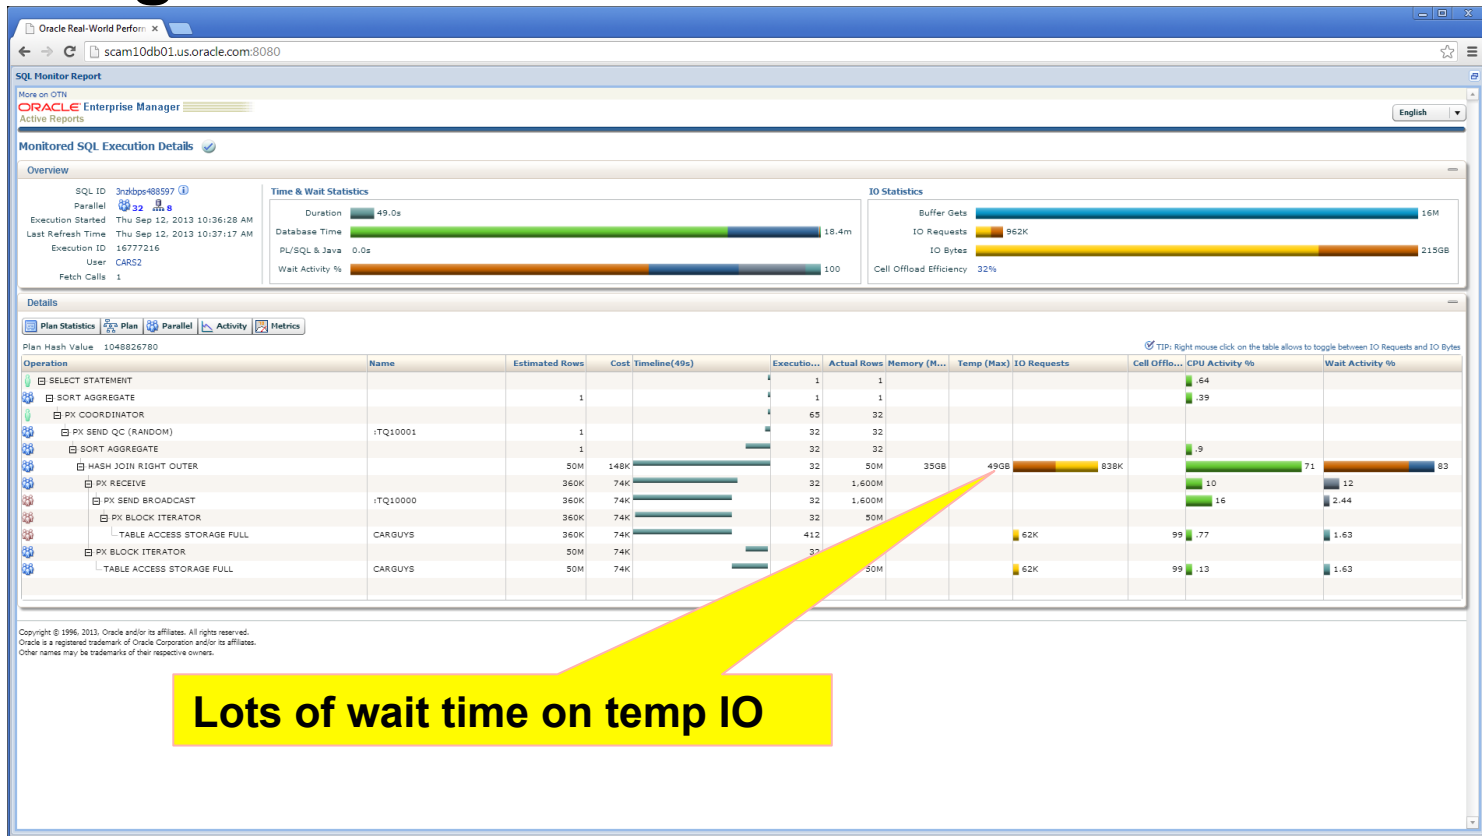 Oracle Real-World Perform ×
scam10db01.us.oracle.com:8080
SQL Monitor Report
More on OTN
ORACLE Enterprise Manager
Active Reports
English
Monitored SQL Execution Details
Overview
SQL ID 3nzkbps488597
Parallel 32 8
Execution Started Thu Sep 12, 2013 10:36:28 AM
Last Refresh Time Thu Sep 12, 2013 10:37:17 AM
Execution ID 16777216
User CARS2
Fetch Calls 1
Time & Wait Statistics
Duration 49.0s
Database Time 18.4m
PL/SQL & Java 0.0s
Wait Activity % 100
IO Statistics
Buffer Gets 16M
IO Requests 962K
IO Bytes 215GB
Cell Offload Efficiency 32%
Details
Plan Statistics Plan Parallel Activity Metrics
Plan Hash Value 1048826780
TIP: Right mouse click on the table allows to toggle between IO Requests and IO Bytes
Operation Name Estimated Rows Cost Timeline(49s) Executio... Actual Rows Memory (M... Temp (Max) IO Requests Cell Offlo... CPU Activity % Wait Activity %
SELECT STATEMENT 1 1 .64
SORT AGGREGATE 1 1 1 .39
PX COORDINATOR 65 32
PX SEND QC (RANDOM) :TQ10001 1 32 32
SORT AGGREGATE 1 32 32 .9
HASH JOIN RIGHT OUTER 50M 148K 32 50M 35GB 49GB 838K 71 83
PX RECEIVE 360K 74K 32 1,600M 10 12
PX SEND BROADCAST :TQ10000 360K 74K 32 1,600M 16 2.44
PX BLOCK ITERATOR 360K 74K 32 50M
TABLE ACCESS STORAGE FULL CARGUYS 360K 74K 412 62K 99 .77 1.63
PX BLOCK ITERATOR 50M 74K 32
TABLE ACCESS STORAGE FULL CARGUYS 50M 74K 50M 62K 99 .13 1.63
Copyright © 1996, 2013, Oracle and/or its affiliates. All rights reserved.
Oracle is a registered trademark of Oracle Corporation and/or its affiliates.
Other names may be trademarks of their respective owners.
Lots of wait time on temp IO